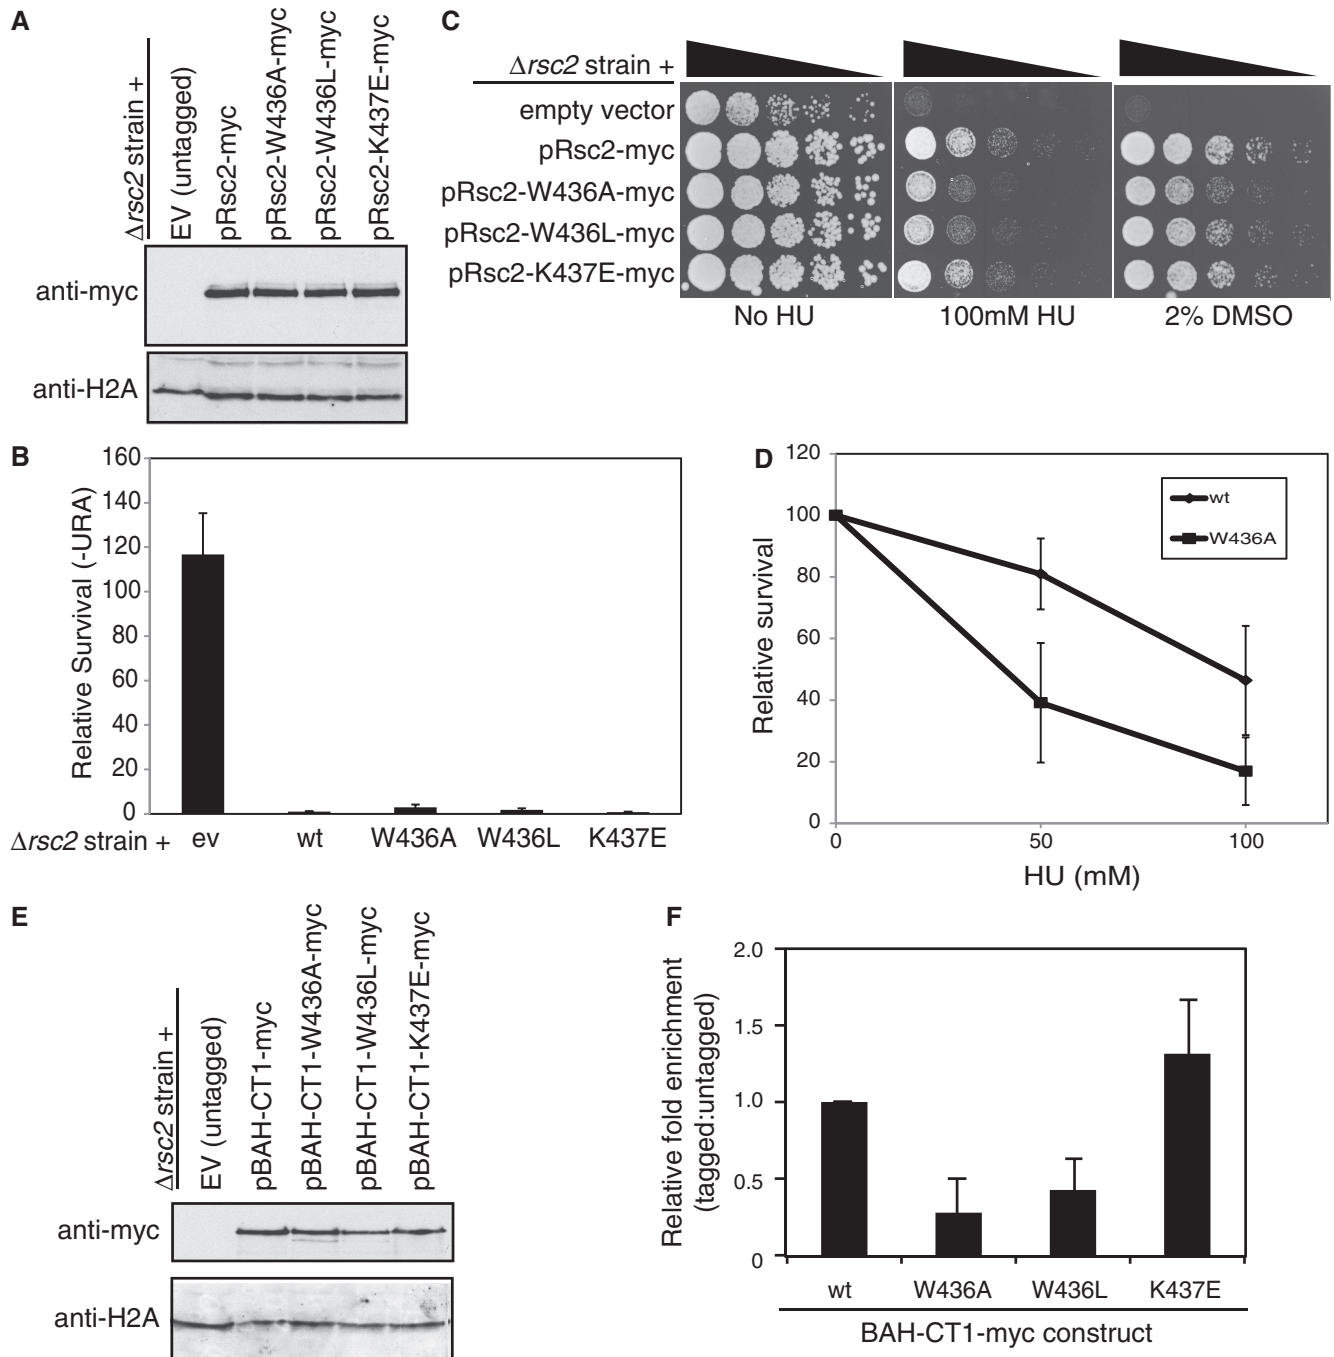 A
Δrsc2 strain +
EV (untagged)
pRsc2-myc
pRsc2-W436A-myc
pRsc2-W436L-myc
pRsc2-K437E-myc
anti-myc
anti-H2A
C
Δrsc2 strain +
empty vector
pRsc2-myc
pRsc2-W436A-myc
pRsc2-W436L-myc
pRsc2-K437E-myc
No HU
100mM HU
2% DMSO
B
Relative Survival (-URA)
160
140
120
100
80
60
40
20
0
Δrsc2 strain + ev wt W436A W436L K437E
D
Relative survival
120
100
80
60
40
20
0
wt
W436A
0 50 100
HU (mM)
E
Δrsc2 strain +
EV (untagged)
pBAH-CT1-myc
pBAH-CT1-W436A-myc
pBAH-CT1-W436L-myc
pBAH-CT1-K437E-myc
anti-myc
anti-H2A
F
Relative fold enrichment
(tagged:untagged)
2.0
1.5
1.0
0.5
0
wt W436A W436L K437E
BAH-CT1-myc construct